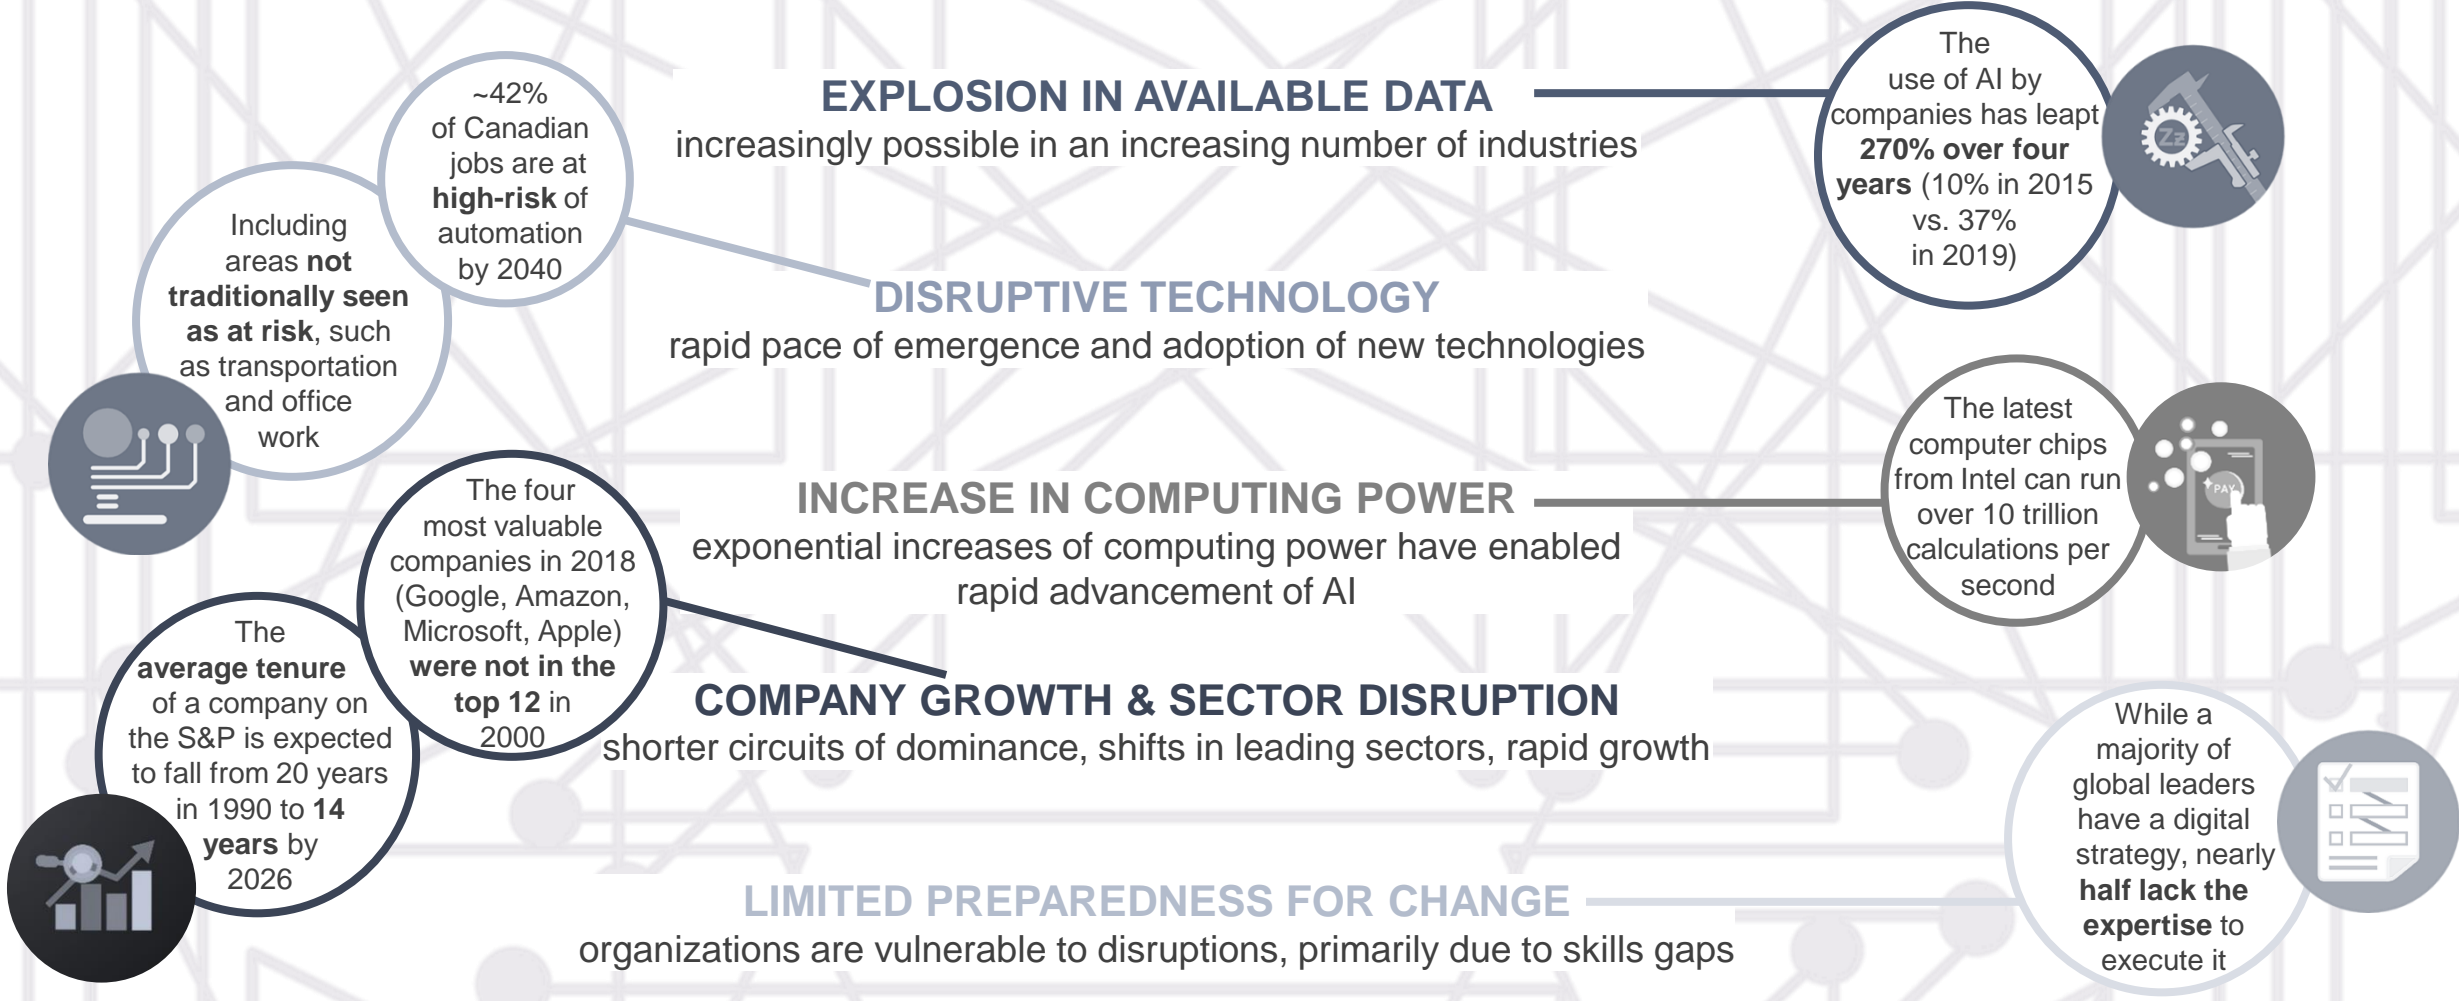 EXPLOSION IN AVAILABLE DATA
increasingly possible in an increasing number of industries
The
use of AI by
companies has leapt
270% over four
years (10% in 2015
vs. 37%
in 2019)
Zz
~42%
of Canadian
jobs are at
high-risk of
automation
by 2040
Including
areas not
traditionally seen
as at risk, such
as transportation
and office
work
DISRUPTIVE TECHNOLOGY
rapid pace of emergence and adoption of new technologies
INCREASE IN COMPUTING POWER
exponential increases of computing power have enabled
rapid advancement of AI
The latest
computer chips
from Intel can run
over 10 trillion
calculations per
second
PAY
The four
most valuable
companies in 2018
(Google, Amazon,
Microsoft, Apple)
were not in the
top 12 in
2000
The
average tenure
of a company on
the S&P is expected
to fall from 20 years
in 1990 to 14
years by
2026
COMPANY GROWTH & SECTOR DISRUPTION
shorter circuits of dominance, shifts in leading sectors, rapid growth
LIMITED PREPAREDNESS FOR CHANGE
organizations are vulnerable to disruptions, primarily due to skills gaps
While a
majority of
global leaders
have a digital
strategy, nearly
half lack the
expertise to
execute it